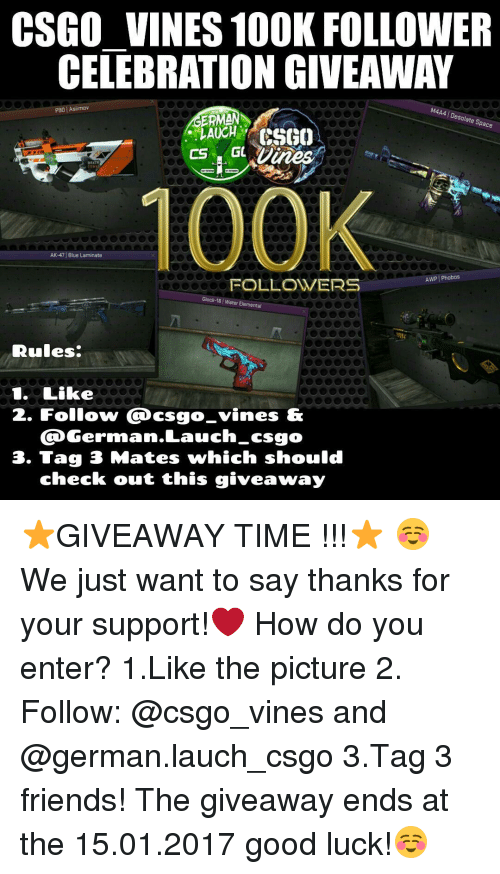 CSGO_VINES 100K FOLLOWER
CELEBRATION GIVEAWAY
P90 | Asiimov
M4A4 | Desolate Space
GERMAN
LAUCH
CS GO
CSGO
Vines
100K
FOLLOWERS
AK-47 | Blue Laminate
AWP | Phobos
Glock-18 | Water Elemental
Rules:
1. Like
2. Follow @csgo_vines &
@German.Lauch_csgo
3. Tag 3 Mates which should
check out this giveaway
⭐GIVEAWAY TIME !!!⭐ ☺️
We just want to say thanks for
your support!❤️ How do you
enter? 1.Like the picture 2.
Follow: @csgo_vines and
@german.lauch_csgo 3.Tag 3
friends! The giveaway ends at
the 15.01.2017 good luck!☺️